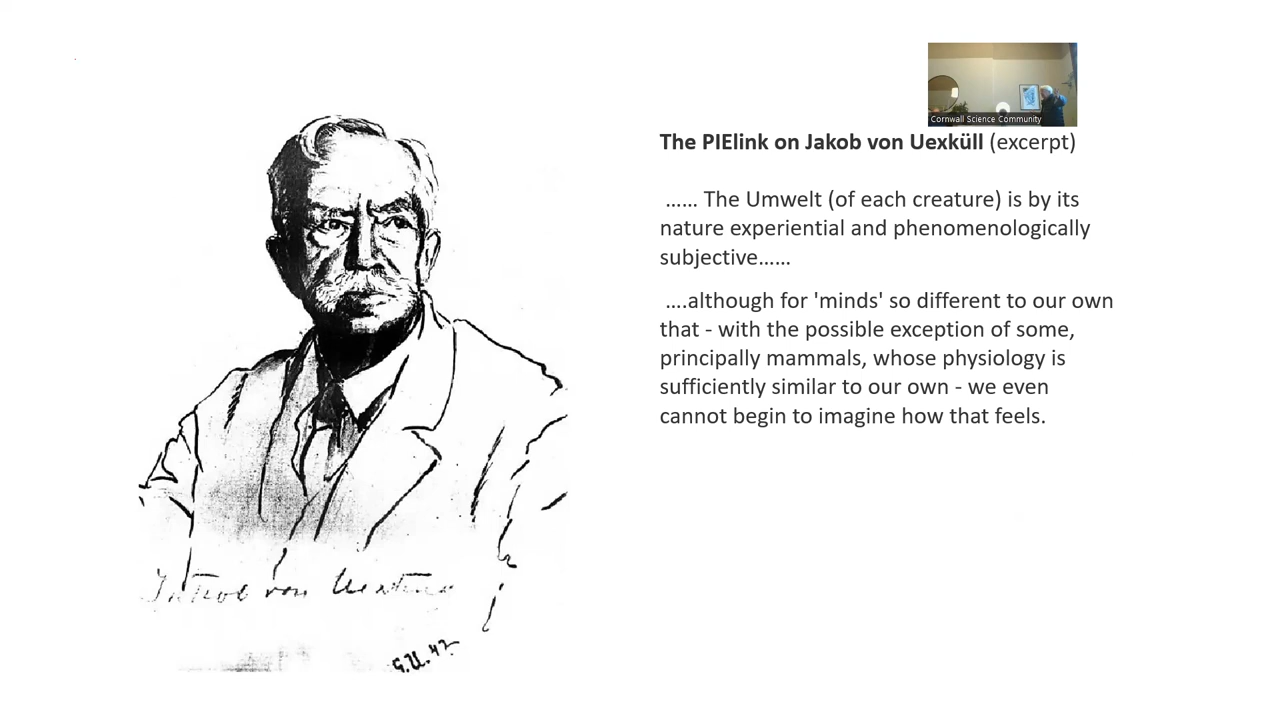 Cornwall Science Community
The PIElink on Jakob von Uexküll (excerpt)
...... The Umwelt (of each creature) is by its
nature experiential and phenomenologically
subjective......
....although for 'minds' so different to our own
that - with the possible exception of some,
principally mammals, whose physiology is
sufficiently similar to our own - we even
cannot begin to imagine how that feels.
von
G.U. 42